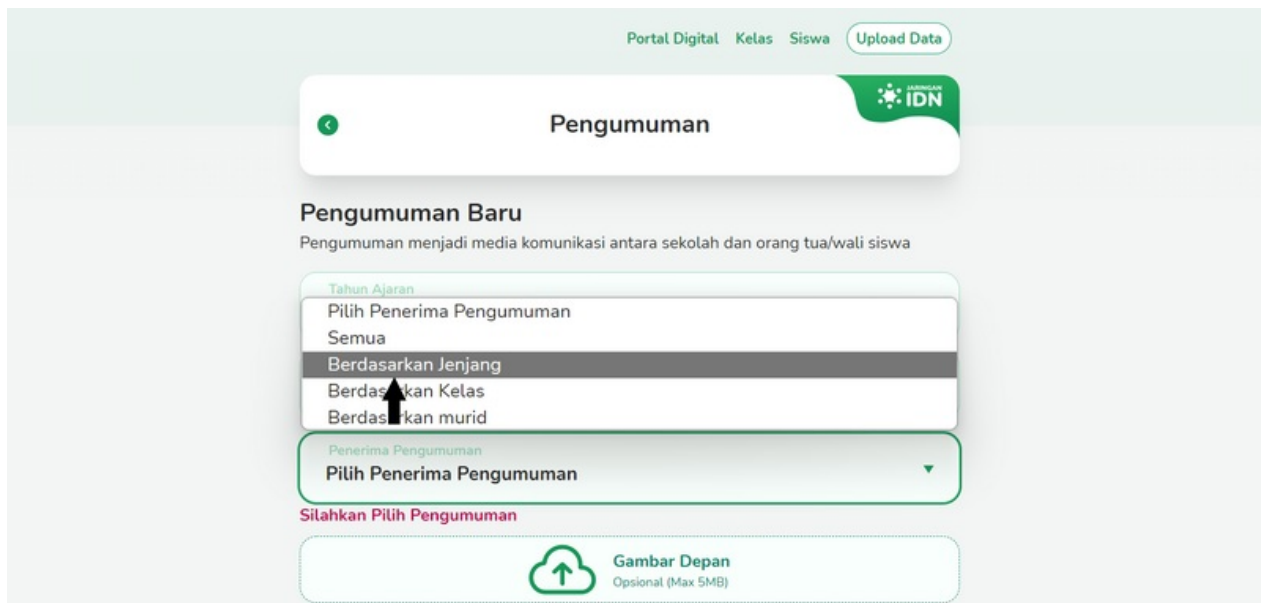 Portal Digital Kelas Siswa Upload Data
JARINGAN
IDN
Pengumuman
Pengumuman Baru
Pengumuman menjadi media komunikasi antara sekolah dan orang tua/wali siswa
Tahun Ajaran
Pilih Penerima Pengumuman
Semua
Berdasarkan Jenjang
Berdasarkan Kelas
Berdasarkan murid
Penerima Pengumuman
Pilih Penerima Pengumuman
Silahkan Pilih Pengumuman
Gambar Depan
Opsional (Max 5MB)